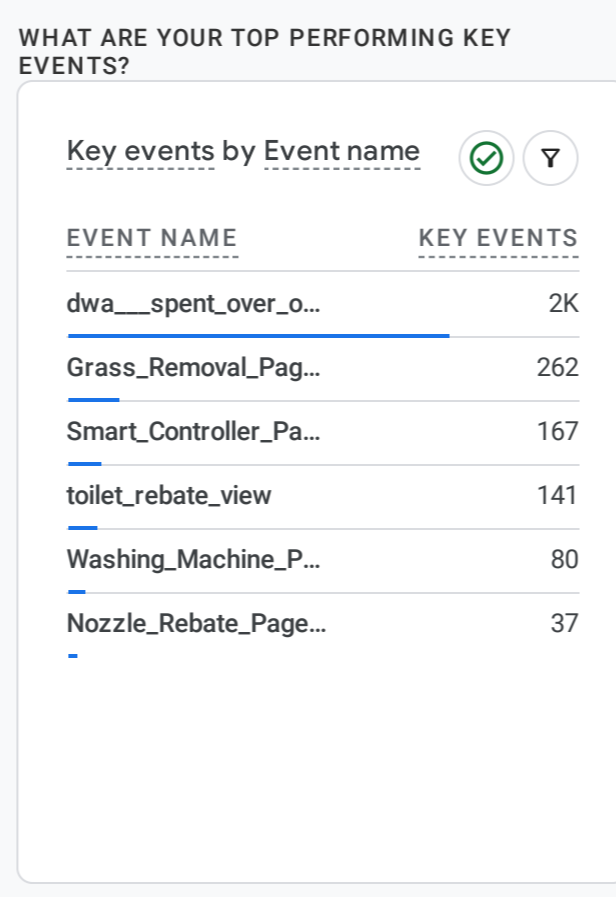 WHAT ARE YOUR TOP PERFORMING KEY
EVENTS?
Key events by Event name
EVENT NAME KEY EVENTS
dwa___spent_over_o... 2K
Grass_Removal_Pag... 262
Smart_Controller_Pa... 167
toilet_rebate_view 141
Washing_Machine_P... 80
Nozzle_Rebate_Page... 37